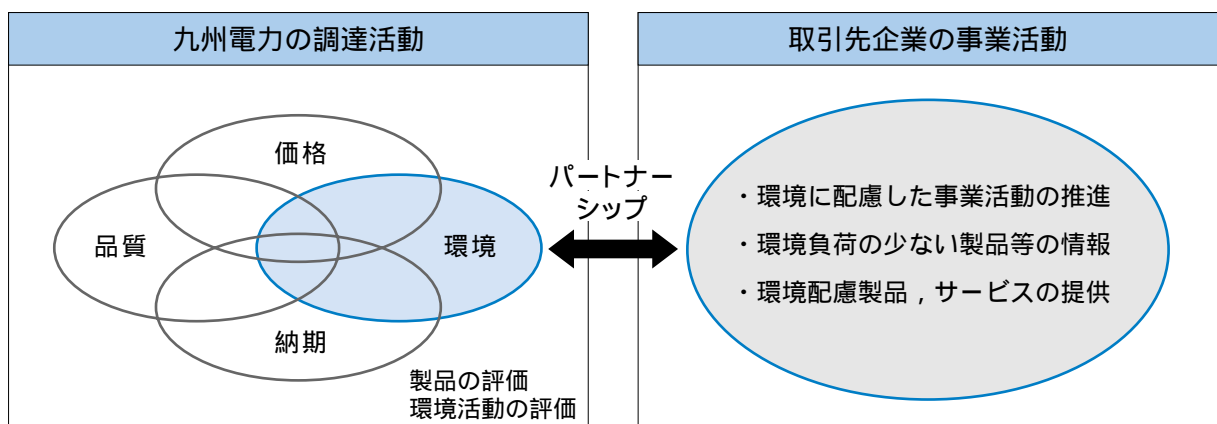 九州電力の調達活動
価格
品質
環境
納期
製品の評価
環境活動の評価
パートナー
シップ
取引先企業の事業活動
・環境に配慮した事業活動の推進
・環境負荷の少ない製品等の情報
・環境配慮製品，サービスの提供